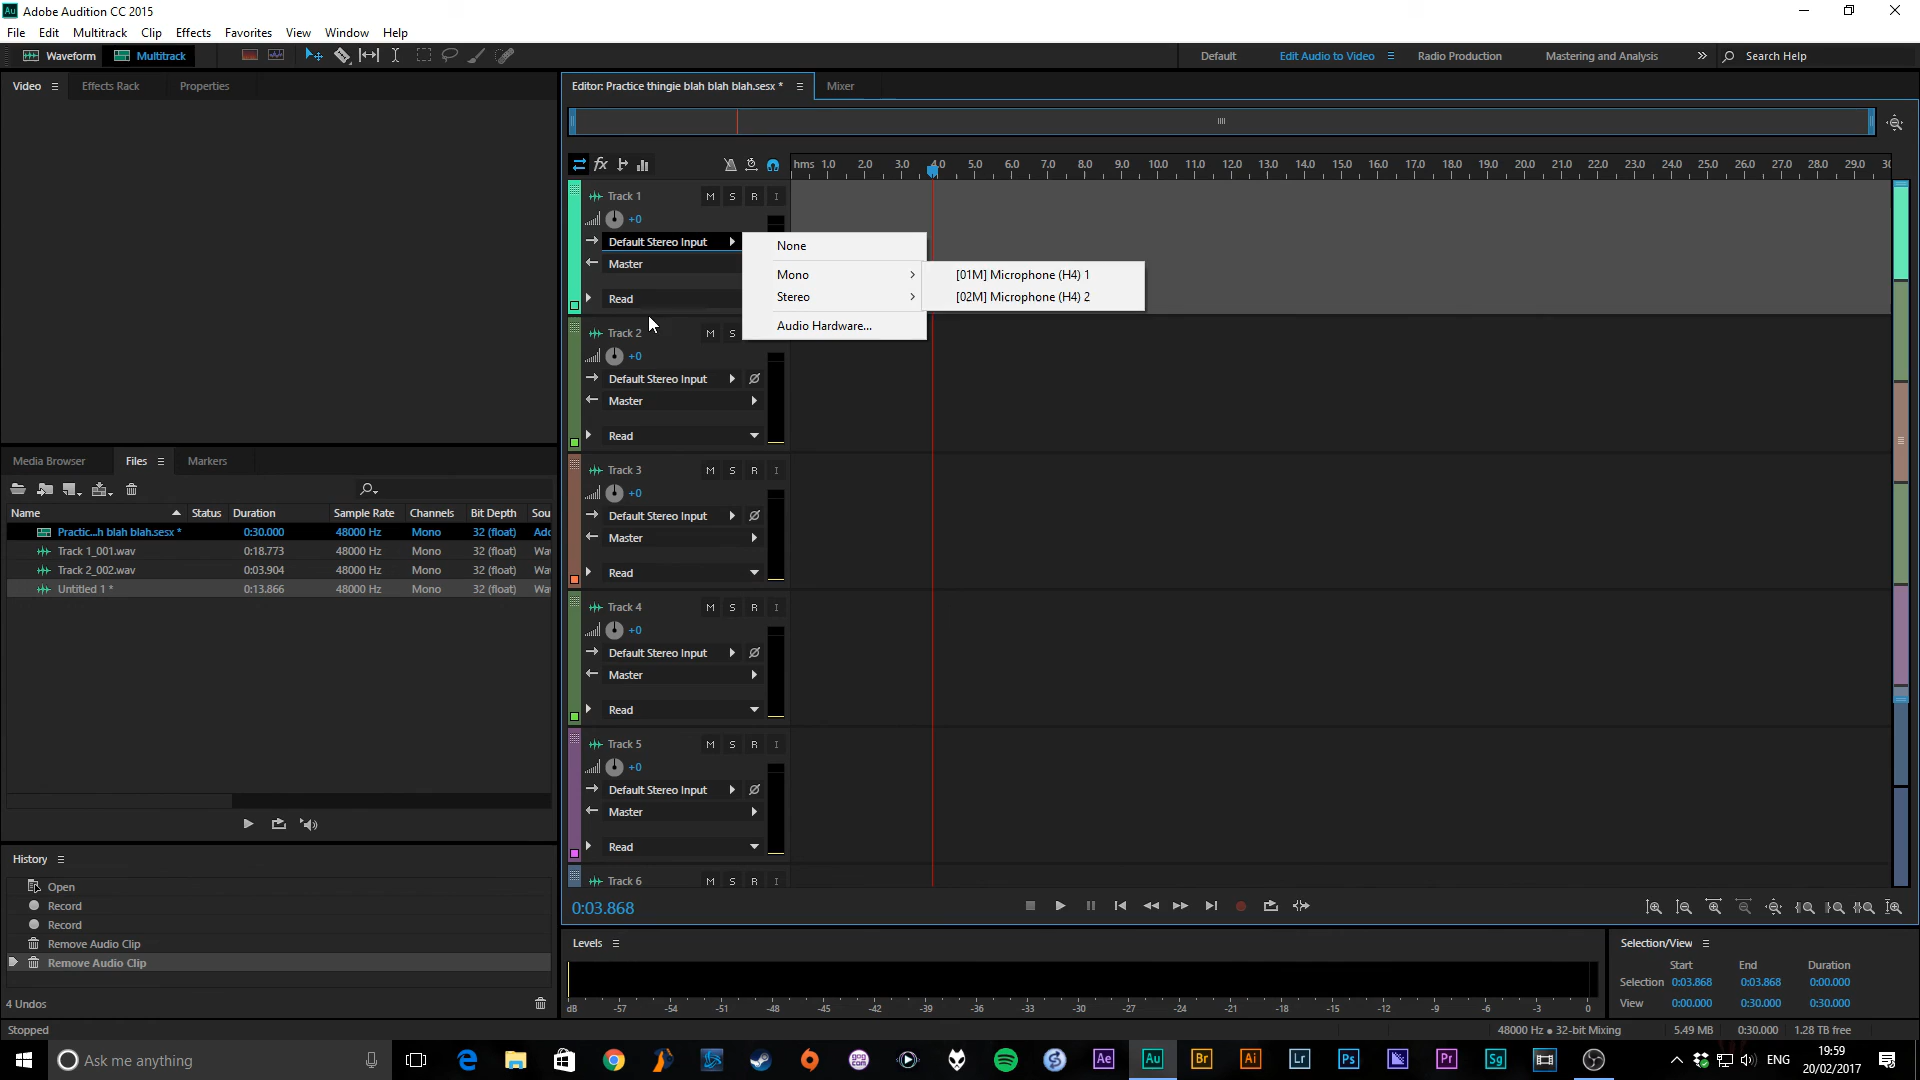 Au Adobe Audition CC 2015
File Edit Multitrack Clip Effects Favorites View Window Help
Waveform Multitrack Default Edit Audio to Video Radio Production Mastering and Analysis Search Help
Video Effects Rack Properties
Editor: Practice thingie blah blah blah.sesx * Mixer
fx hms 1.0 2.0 3.0 4.0 5.0 6.0 7.0 8.0 9.0 10.0 11.0 12.0 13.0 14.0 15.0 16.0 17.0 18.0 19.0 20.0 21.0 22.0 23.0 24.0 25.0 26.0 27.0 28.0 29.0
Track 1 M S R I
+0
Default Stereo Input
Master
Read
None
Mono
Stereo
Audio Hardware...
[01M] Microphone (H4) 1
[02M] Microphone (H4) 2
Track 2 M S
+0
Default Stereo Input
Master
Read
Track 3 M S R I
+0
Default Stereo Input
Master
Read
Track 4 M S R I
+0
Default Stereo Input
Master
Read
Track 5 M S R I
+0
Default Stereo Input
Master
Read
Track 6 M S R I
Media Browser Files Markers
Name Status Duration Sample Rate Channels Bit Depth Sou
Practic...h blah blah.sesx * 0:30.000 48000 Hz Mono 32 (float) Ado
Track 1_001.wav 0:18.773 48000 Hz Mono 32 (float) Wa
Track 2_002.wav 0:03.904 48000 Hz Mono 32 (float) Wa
Untitled 1 * 0:13.866 48000 Hz Mono 32 (float) Wa
History
Open
Record
Record
Remove Audio Clip
Remove Audio Clip
4 Undos
0:03.868
Levels
dB -57 -54 -51 -48 -45 -42 -39 -36 -33 -30 -27 -24 -21 -18 -15 -12 -9 -6 -3 0
Selection/View
Start End Duration
Selection 0:03.868 0:03.868 0:00.000
View 0:00.000 0:30.000 0:30.000
Stopped 48000 Hz • 32-bit Mixing 5.49 MB 0:30.000 1.28 TB free
Ask me anything
gog com Ae Au Br Ai Lr Ps Pr Sg
ENG 19:59
20/02/2017